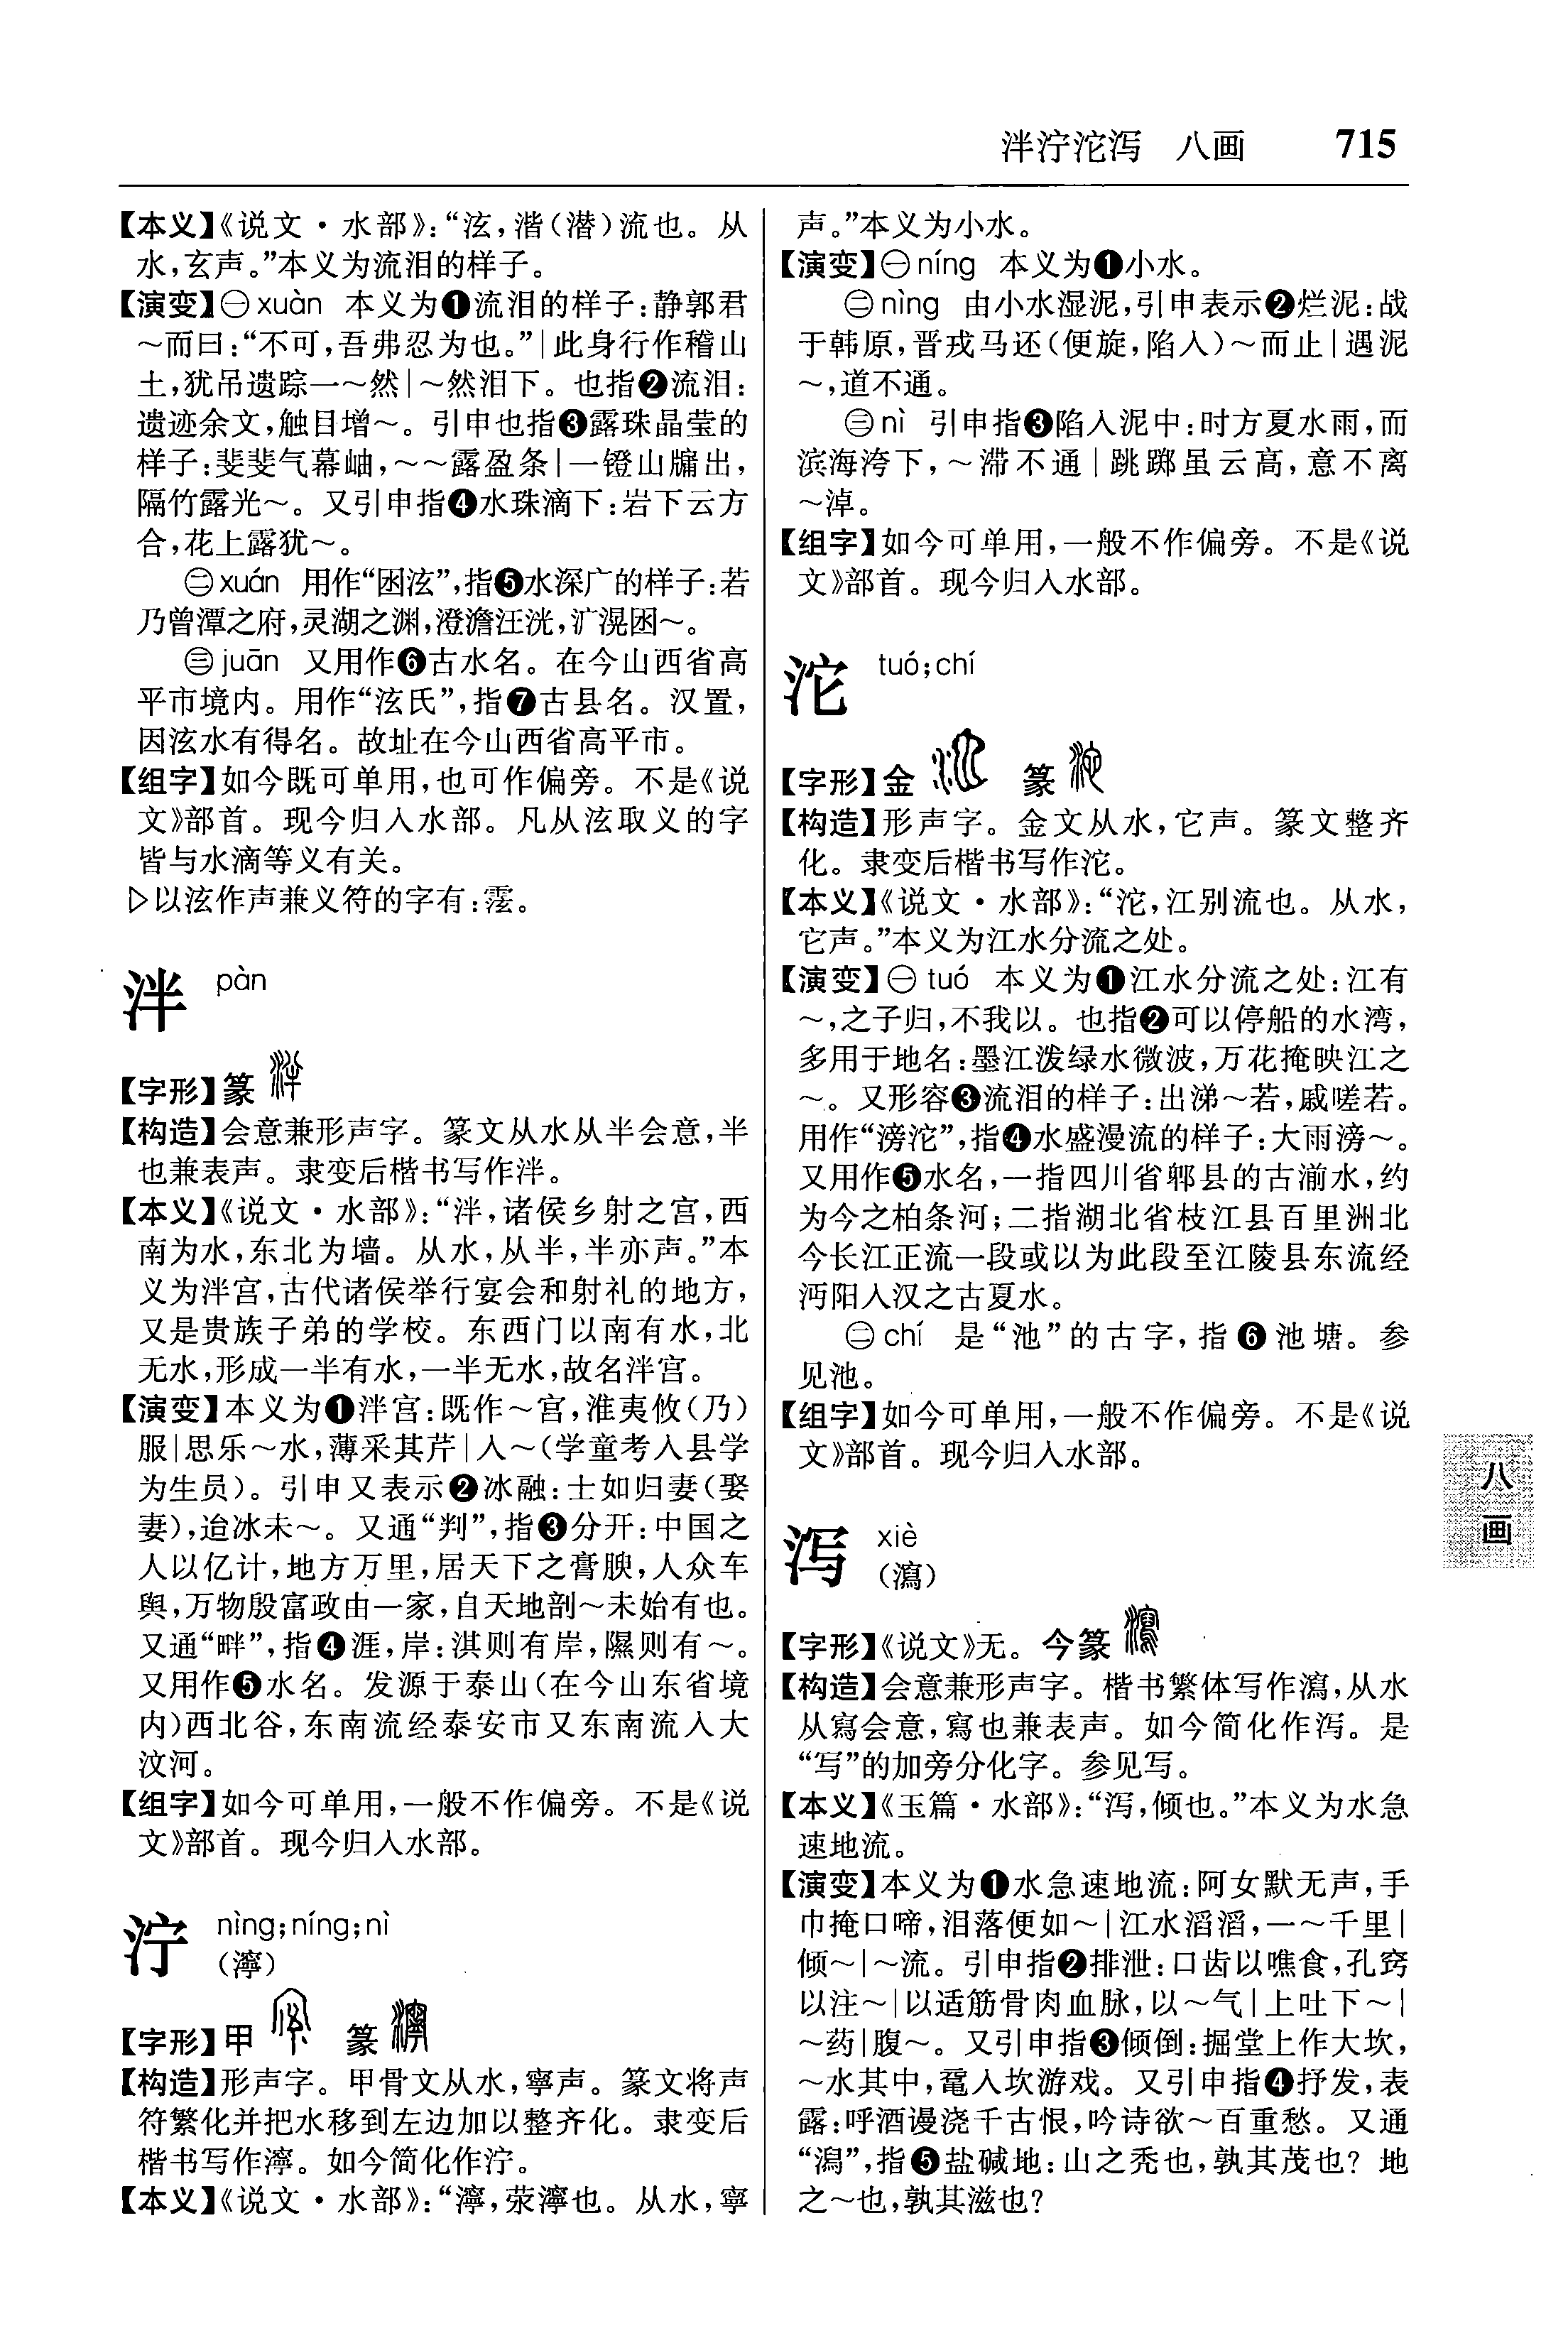 泮泞沱泻 八画 715
【本义】《说文·水部》：“泫，湝(潜)流也。从
水，玄声。”本义为流泪的样子。
【演变】㊀xuàn 本义为❶流泪的样子：静郭君
～而曰：“不可，吾弗忍为也。”|此身行作稽山
土，犹吊遗踪一～然|～然泪下。也指❷流泪：
遗迹余文，触目增～。引申也指❸露珠晶莹的
样子：斐斐气幕岫，～～露盈条|一镫山牖出，
隔竹露光～。又引申指❹水珠滴下：岩下云方
合，花上露犹～。
㊁xuán 用作“困泫”，指❺水深广的样子：若
乃曾潭之府，灵湖之渊，澄澹汪洸，㳁滉困～。
㊂juān 又用作❻古水名。在今山西省高
平市境内。用作“泫氏”，指❼古县名。汉置，
因泫水有得名。故址在今山西省高平市。
【组字】如今既可单用，也可作偏旁。不是《说
文》部首。现今归入水部。凡从泫取义的字
皆与水滴等义有关。
▷以泫作声兼义符的字有：䨔。
泮 pàn
【字形】篆
【构造】会意兼形声字。篆文从水从半会意，半
也兼表声。隶变后楷书写作泮。
【本义】《说文·水部》：“泮，诸侯乡射之宫，西
南为水，东北为墙。从水，从半，半亦声。”本
义为泮宫，古代诸侯举行宴会和射礼的地方，
又是贵族子弟的学校。东西门以南有水，北
无水，形成一半有水，一半无水，故名泮宫。
【演变】本义为❶泮宫：既作～宫，淮夷攸(乃)
服|思乐～水，薄采其芹|入～(学童考入县学
为生员)。引申又表示❷冰融：士如归妻(娶
妻)，迨冰未～。又通“判”，指❸分开：中国之
人以亿计，地方万里，居天下之膏腴，人众车
舆，万物殷富政由一家，自天地剖～未始有也。
又通“畔”，指❹涯，岸：淇则有岸，隰则有～。
又用作❺水名。发源于泰山(在今山东省境
内)西北谷，东南流经泰安市又东南流入大
汶河。
【组字】如今可单用，一般不作偏旁。不是《说
文》部首。现今归入水部。
泞 nìng;níng;nì
(濘)
【字形】甲 篆
【构造】形声字。甲骨文从水，寧声。篆文将声
符繁化并把水移到左边加以整齐化。隶变后
楷书写作濘。如今简化作泞。
【本义】《说文·水部》：“濘，荥濘也。从水，寧
声。”本义为小水。
【演变】㊀níng 本义为❶小水。
㊁nìng 由小水湿泥，引申表示❷烂泥：战
于韩原，晋戎马还(便旋，陷入)～而止|遇泥
～，道不通。
㊂nì 引申指❸陷入泥中：时方夏水雨，而
滨海洿下，～滞不通|跳踯虽云高，意不离
～淖。
【组字】如今可单用，一般不作偏旁。不是《说
文》部首。现今归入水部。
沱 tuó;chí
【字形】金 篆
【构造】形声字。金文从水，它声。篆文整齐
化。隶变后楷书写作沱。
【本义】《说文·水部》：“沱，江别流也。从水，
它声。”本义为江水分流之处。
【演变】㊀tuó 本义为❶江水分流之处：江有
～，之子归，不我以。也指❷可以停船的水湾，
多用于地名：墨江泼绿水微波，万花掩映江之
～。又形容❸流泪的样子：出涕～若，戚嗟若。
用作“滂沱”，指❹水盛漫流的样子：大雨滂～。
又用作❺水名，一指四川省郫县的古湔水，约
为今之柏条河；二指湖北省枝江县百里洲北
今长江正流一段或以为此段至江陵县东流经
沔阳入汉之古夏水。
㊁chí 是“池”的古字，指❻池塘。参
见池。
【组字】如今可单用，一般不作偏旁。不是《说
文》部首。现今归入水部。
泻 xiè
(瀉)
【字形】《说文》无。今篆
【构造】会意兼形声字。楷书繁体写作瀉，从水
从寫会意，寫也兼表声。如今简化作泻。是
“写”的加旁分化字。参见写。
【本义】《玉篇·水部》：“泻，倾也。”本义为水急
速地流。
【演变】本义为❶水急速地流：阿女默无声，手
巾掩口啼，泪落便如～|江水滔滔，一～千里|
倾～|～流。引申指❷排泄：口齿以噍食，孔窍
以注～|以适筋骨肉血脉，以～气|上吐下～|
～药|腹～。又引申指❸倾倒：掘堂上作大坎，
～水其中，鼋入坎游戏。又引申指❹抒发，表
露：呼酒谩浇千古恨，吟诗欲～百重愁。又通
“潟”，指❺盐碱地：山之秃也，孰其茂也？地
之～也，孰其滋也？
八
画